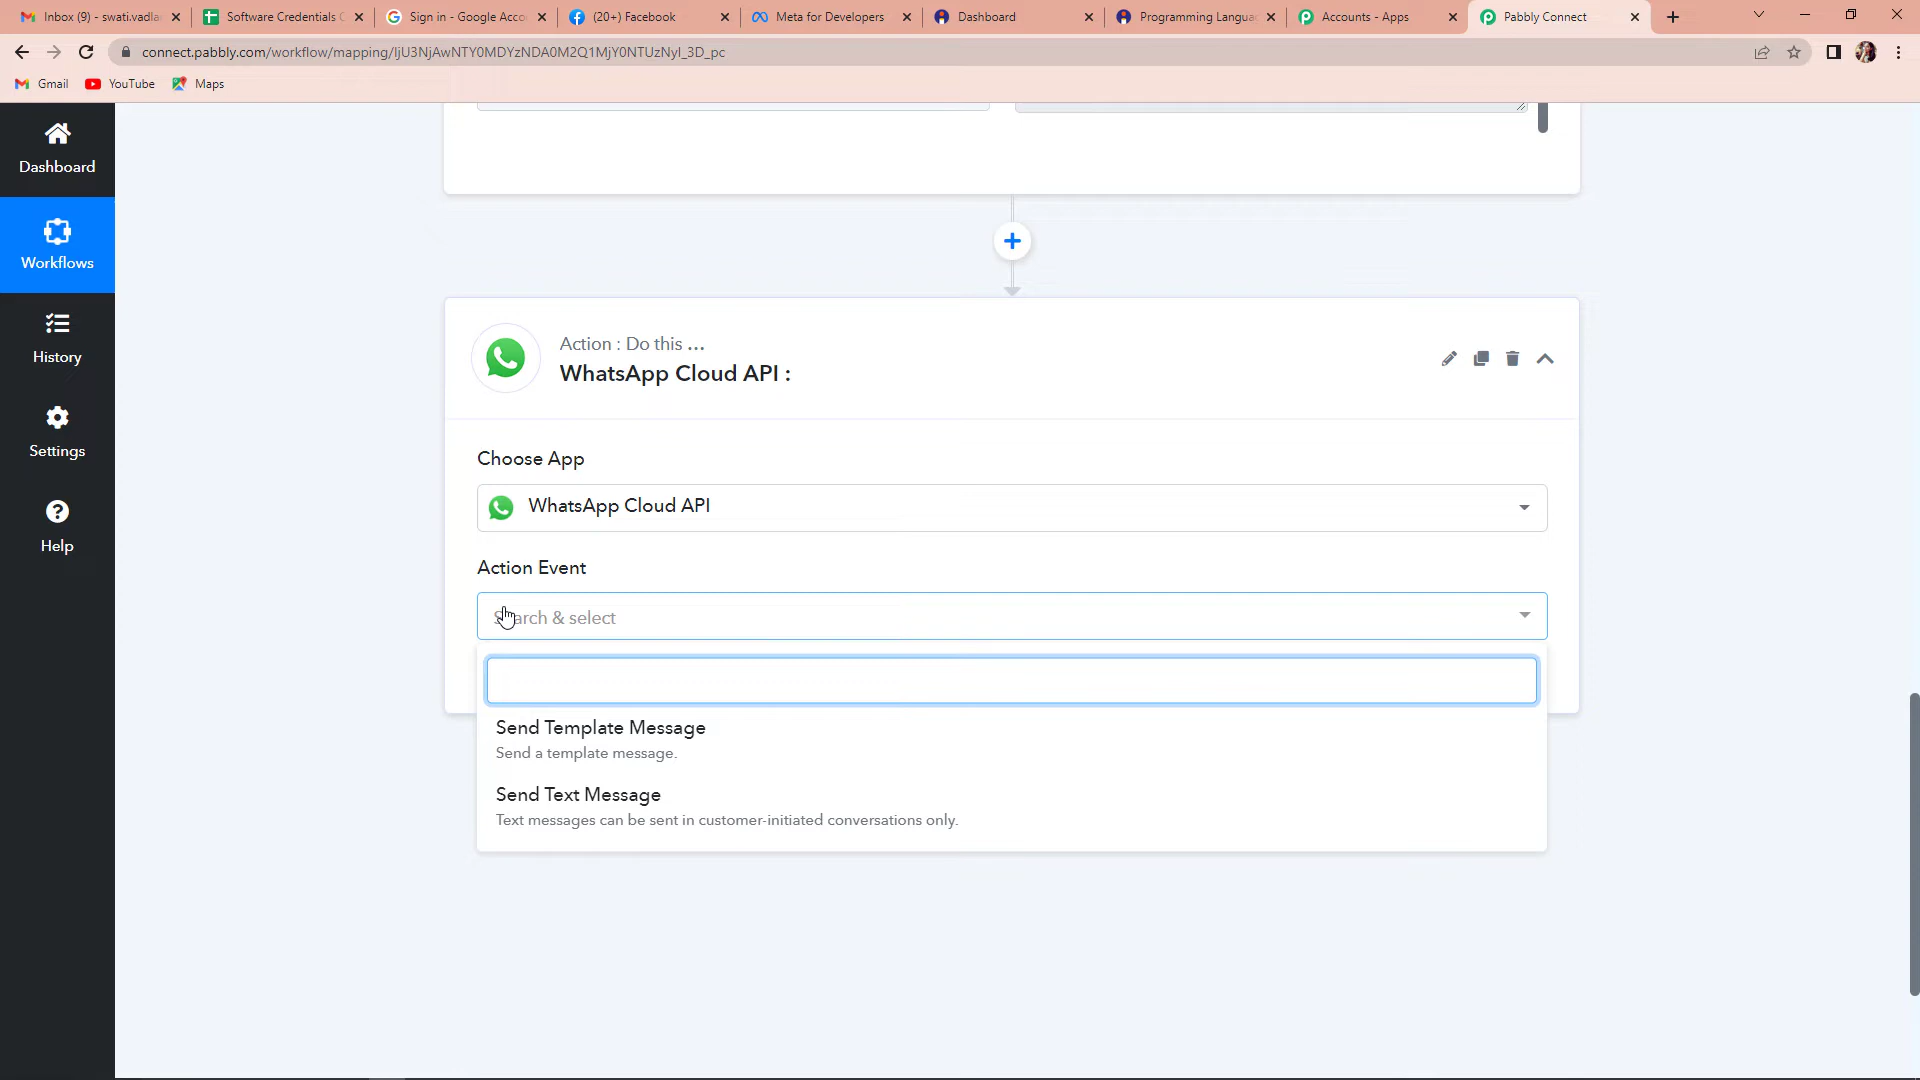 Inbox (9) - swati.vadlar
Software Credentials C
Sign in - Google Acco
(20+) Facebook
Meta for Developers
Dashboard
Programming Langua
Accounts - Apps
Pabbly Connect
connect.pabbly.com/workflow/mapping/IjU3NjAwNTY0MDYzNDA0M2Q1MjY0NTUzNyI_3D_pc
Gmail
YouTube
Maps
Dashboard
Workflows
History
Settings
Help
Action : Do this ...
WhatsApp Cloud API :
Choose App
WhatsApp Cloud API
Action Event
Search & select
Send Template Message
Send a template message.
Send Text Message
Text messages can be sent in customer-initiated conversations only.